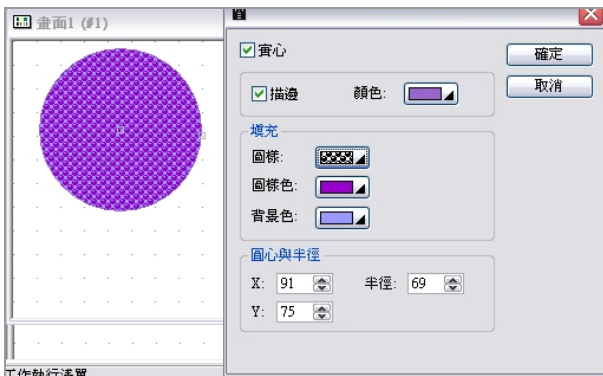 畫面1 (#1)
圓
實心
確定
描邊
顏色:
取消
填充
圖樣:
圖樣色:
背景色:
圓心與半徑
X: 91
半徑: 69
Y: 75
工作執行清單